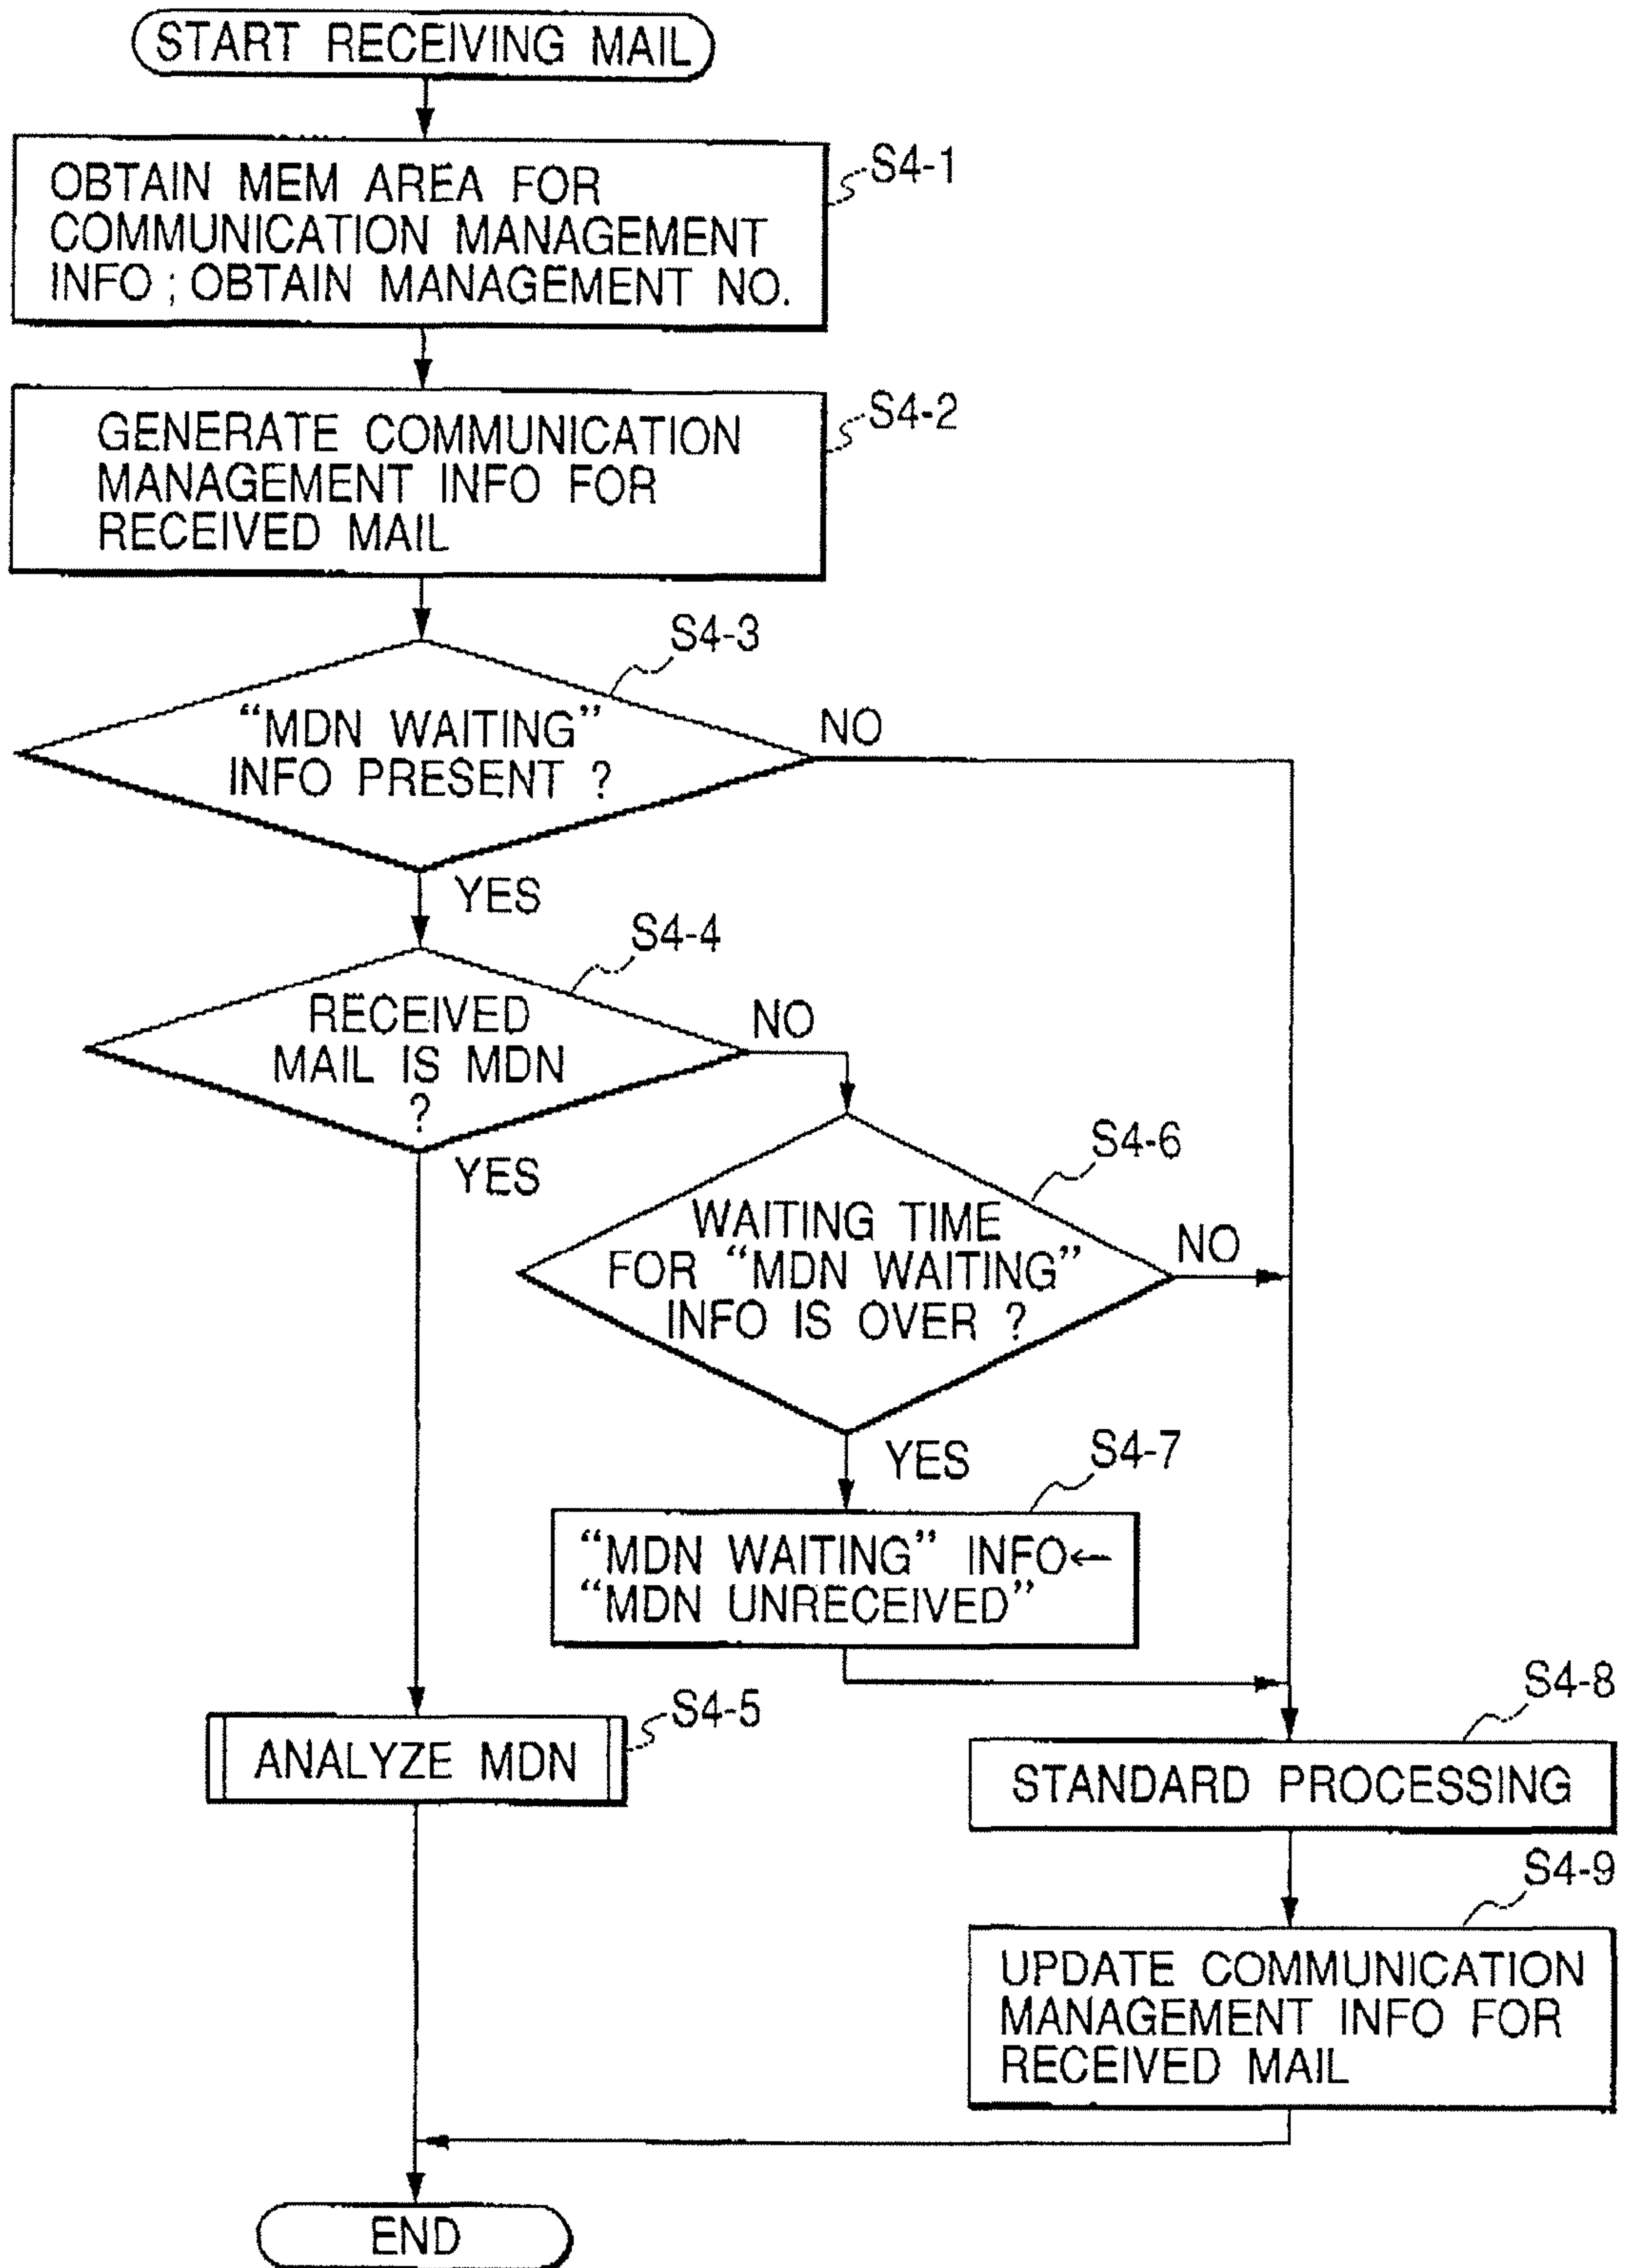 START RECEIVING MAIL
OBTAIN MEM AREA FOR
COMMUNICATION MANAGEMENT
INFO ; OBTAIN MANAGEMENT NO.
S4-1
GENERATE COMMUNICATION
MANAGEMENT INFO FOR
RECEIVED MAIL
S4-2
S4-3
“MDN WAITING”
INFO PRESENT ?
NO
YES
S4-4
RECEIVED
MAIL IS MDN
?
NO
YES
S4-6
WAITING TIME
FOR “MDN WAITING”
INFO IS OVER ?
NO
YES
S4-7
“MDN WAITING” INFO←
“MDN UNRECEIVED”
S4-5
ANALYZE MDN
S4-8
STANDARD PROCESSING
S4-9
UPDATE COMMUNICATION
MANAGEMENT INFO FOR
RECEIVED MAIL
END